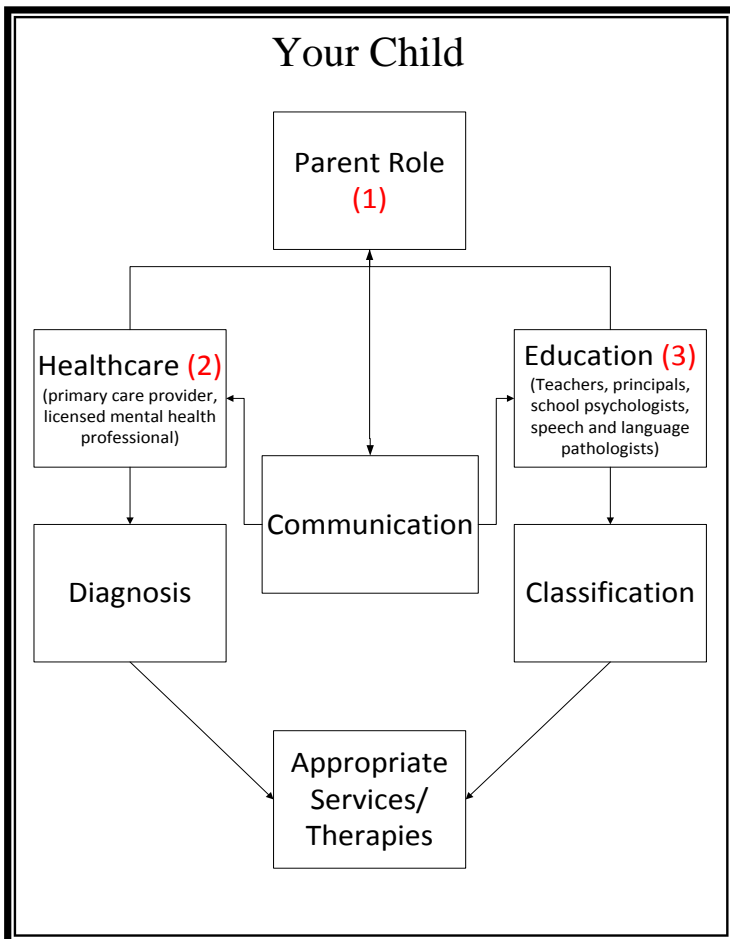 Your Child
Parent Role
(1)
Healthcare (2)
(primary care provider,
licensed mental health
professional)
Education (3)
(Teachers, principals,
school psychologists,
speech and language
pathologists)
Communication
Diagnosis
Classification
Appropriate
Services/
Therapies